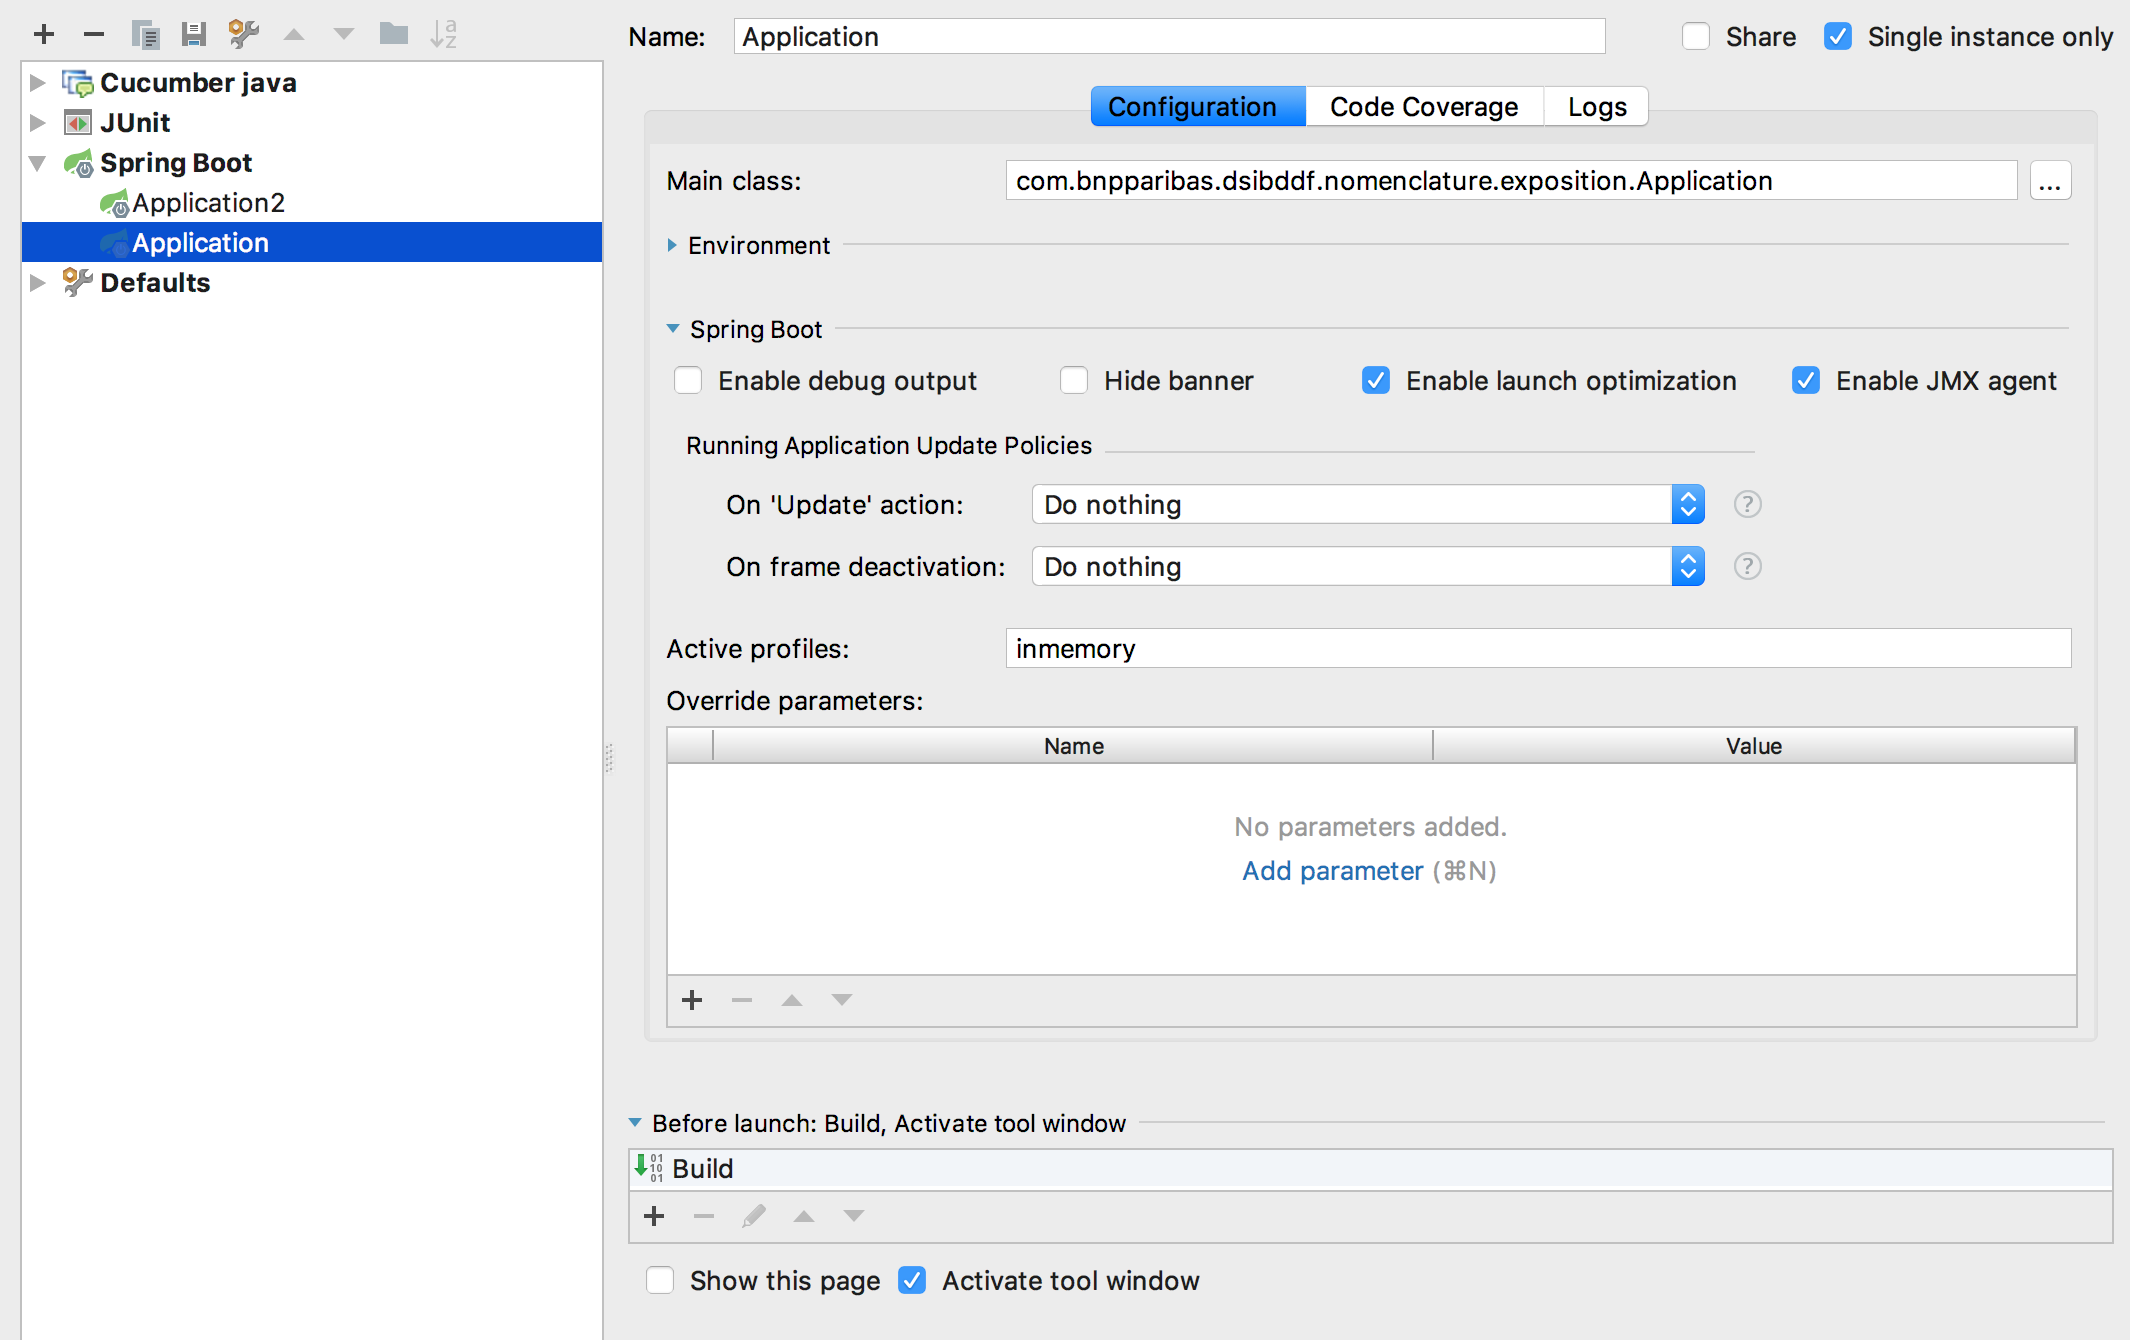 Cucumber java
JUnit
Spring Boot
Application2
Application
Defaults
Name: Application Share Single instance only
Configuration Code Coverage Logs
Main class: com.bnpparibas.dsibddf.nomenclature.exposition.Application ...
Environment
Spring Boot
Enable debug output Hide banner Enable launch optimization Enable JMX agent
Running Application Update Policies
On 'Update' action: Do nothing ?
On frame deactivation: Do nothing ?
Active profiles: inmemory
Override parameters:
Name Value
No parameters added.
Add parameter (⌘N)
Before launch: Build, Activate tool window
Build
Show this page Activate tool window